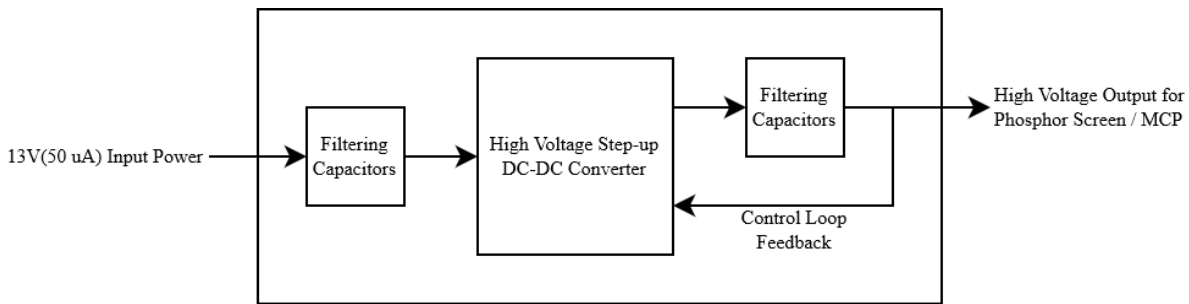 13V(50 uA) Input Power
Filtering
Capacitors
High Voltage Step-up
DC-DC Converter
Filtering
Capacitors
High Voltage Output for
Phosphor Screen / MCP
Control Loop
Feedback